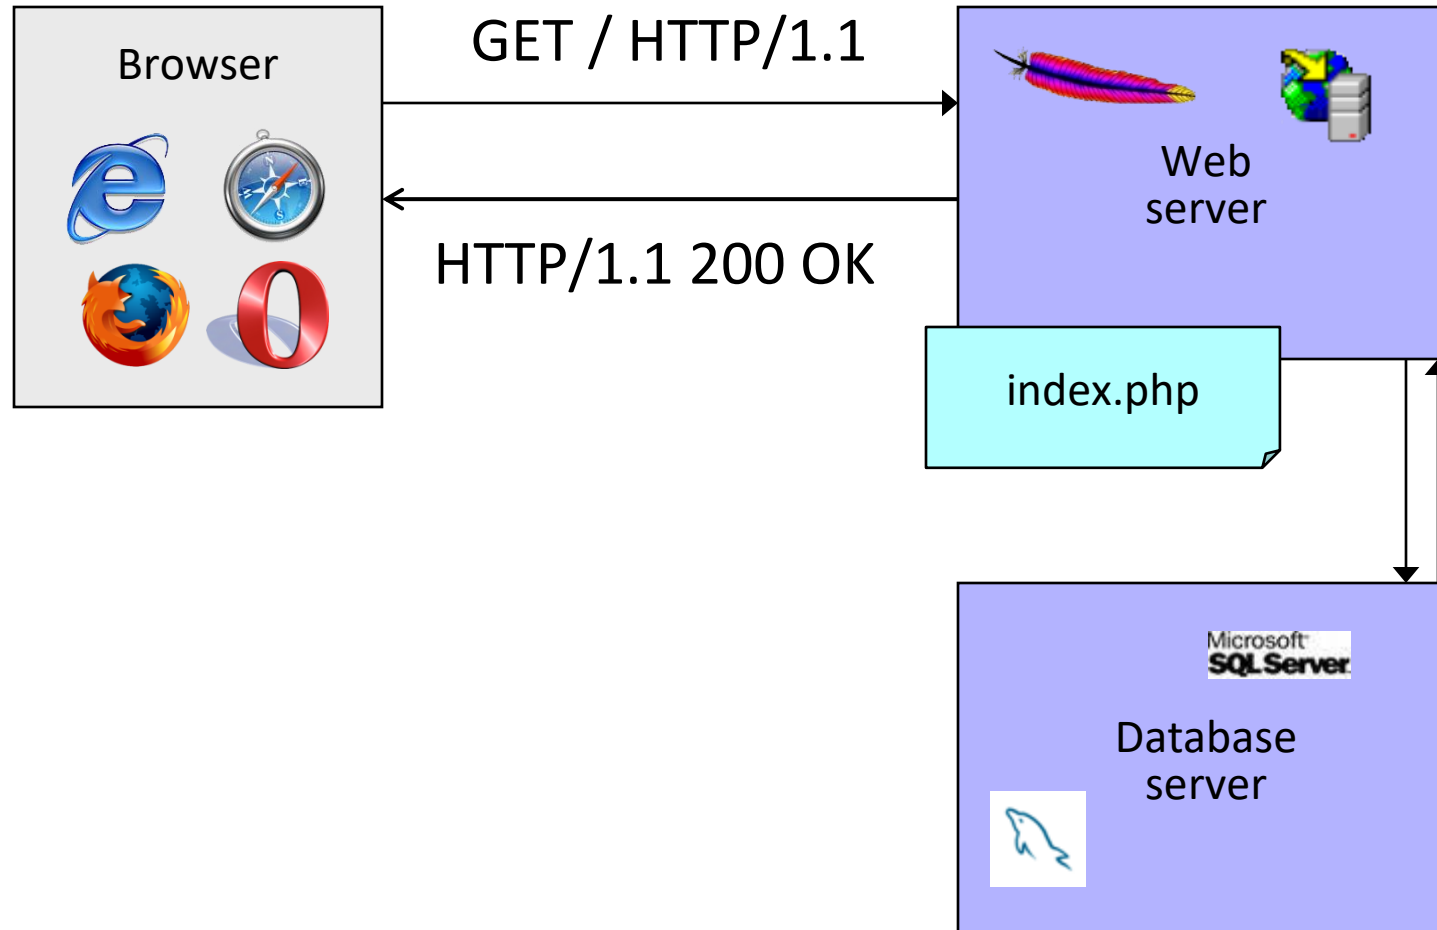 Browser
GET / HTTP/1.1
HTTP/1.1 200 OK
Web
server
index.php
Microsoft
SQL Server
Database
server